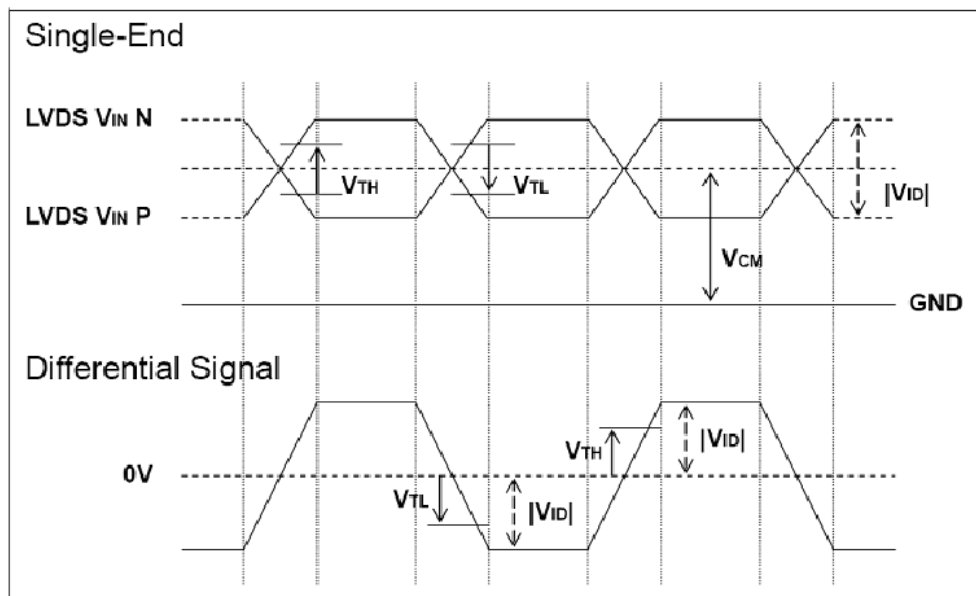 Single-End
LVDS VIN N
VTH
VTL
|VID|
LVDS VIN P
VCM
GND
Differential Signal
VTH
|VID|
0V
VTL
|VID|